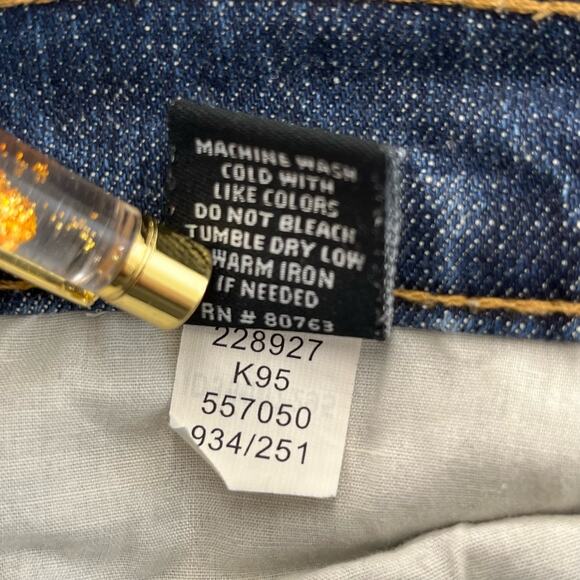 MACHINE WASH
COLD WITH
LIKE COLORS
DO NOT BLEACH
TUMBLE DRY LOW
WARM IRON
IF NEEDED
RN # 80763
228927
K95
557050
934/251